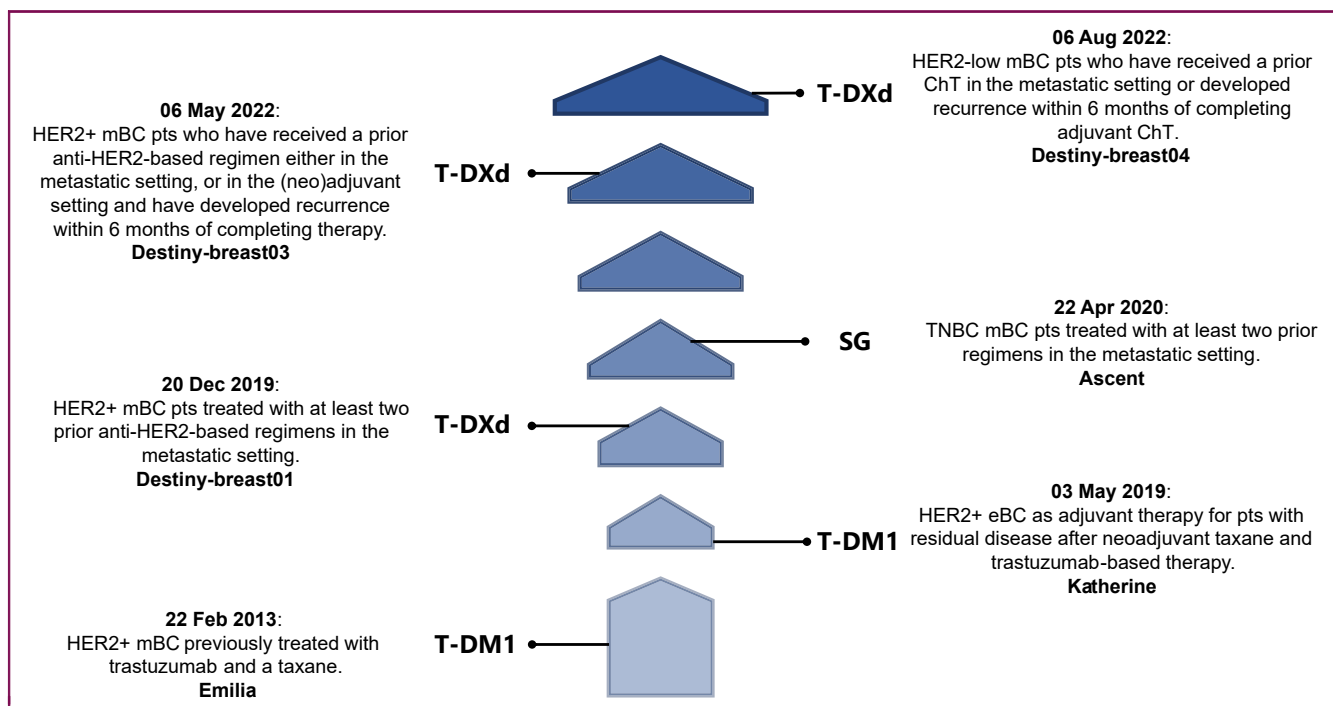 06 Aug 2022:
HER2-low mBC pts who have received a prior
ChT in the metastatic setting or developed
recurrence within 6 months of completing
adjuvant ChT.
Destiny-breast04
T-DXd
06 May 2022:
HER2+ mBC pts who have received a prior
anti-HER2-based regimen either in the
metastatic setting, or in the (neo)adjuvant
setting and have developed recurrence
within 6 months of completing therapy.
Destiny-breast03
T-DXd
SG
22 Apr 2020:
TNBC mBC pts treated with at least two prior
regimens in the metastatic setting.
Ascent
20 Dec 2019:
HER2+ mBC pts treated with at least two
prior anti-HER2-based regimens in the
metastatic setting.
Destiny-breast01
T-DXd
T-DM1
03 May 2019:
HER2+ eBC as adjuvant therapy for pts with
residual disease after neoadjuvant taxane and
trastuzumab-based therapy.
Katherine
22 Feb 2013:
HER2+ mBC previously treated with
trastuzumab and a taxane.
Emilia
T-DM1